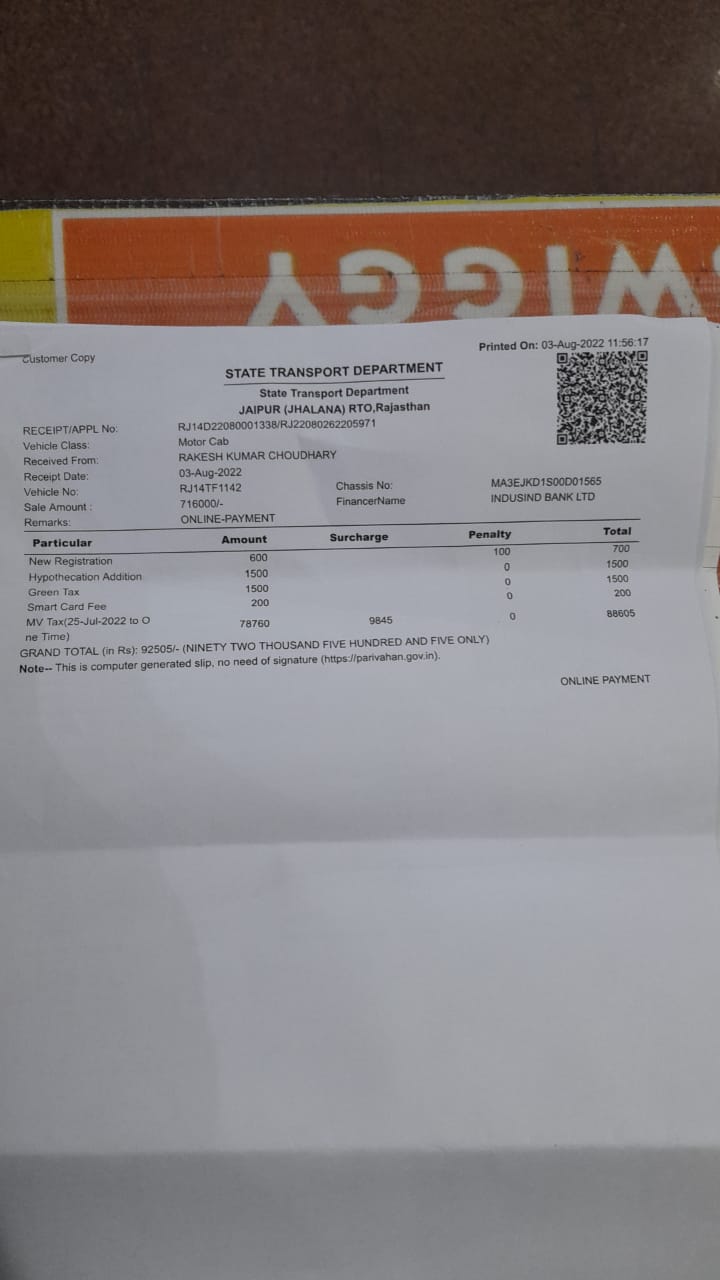 SWIGGY
Customer Copy
Printed On: 03-Aug-2022 11:56:17
STATE TRANSPORT DEPARTMENT
State Transport Department
JAIPUR (JHALANA) RTO,Rajasthan
RECEIPT/APPL No: RJ14D22080001338/RJ22080262205971
Vehicle Class: Motor Cab
Received From: RAKESH KUMAR CHOUDHARY
Receipt Date: 03-Aug-2022
Vehicle No: RJ14TF1142 Chassis No: MA3EJKD1S00D01565
Sale Amount : 716000/- FinancerName INDUSIND BANK LTD
Remarks: ONLINE-PAYMENT
Particular Amount Surcharge Penalty Total
New Registration 600 100 700
Hypothecation Addition 1500 0 1500
Green Tax 1500 0 1500
Smart Card Fee 200 0 200
MV Tax(25-Jul-2022 to O 78760 9845 0 88605
ne Time)
GRAND TOTAL (in Rs): 92505/- (NINETY TWO THOUSAND FIVE HUNDRED AND FIVE ONLY)
Note-- This is computer generated slip, no need of signature (https://parivahan.gov.in).
ONLINE PAYMENT